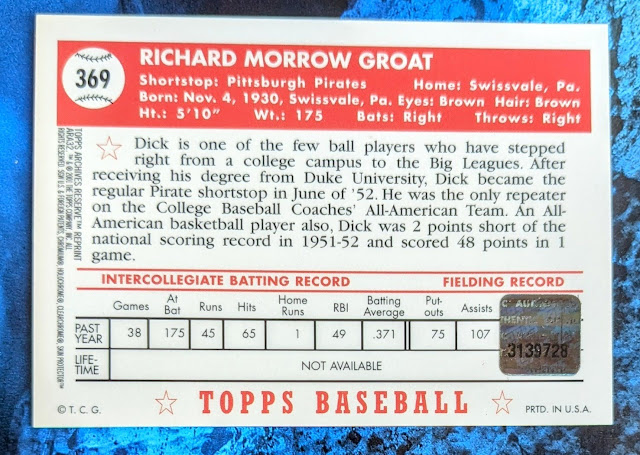 369
RICHARD MORROW GROAT
Shortstop: Pittsburgh Pirates Home: Swissvale, Pa.
Born: Nov. 4, 1930, Swissvale, Pa. Eyes: Brown Hair: Brown
Ht.: 5'10" Wt.: 175 Bats: Right Throws: Right
TOPPS ARCHIVES RESERVE™ REPRINT
Dick is one of the few ball players who have stepped
right from a college campus to the Big Leagues. After
receiving his degree from Duke University, Dick became the
regular Pirate shortstop in June of '52. He was the only repeater
on the College Baseball Coaches' All-American Team. An All-
American basketball player also, Dick was 2 points short of the
national scoring record in 1951-52 and scored 48 points in 1
game.
INTERCOLLEGIATE BATTING RECORD FIELDING RECORD
Games At Bat Runs Hits Home Runs RBI Batting Average Put-outs Assists
PAST YEAR 38 175 45 65 1 49 .371 75 107
LIFE-TIME NOT AVAILABLE
3139728
© T. C. G. TOPPS BASEBALL PRTD. IN U.S.A.